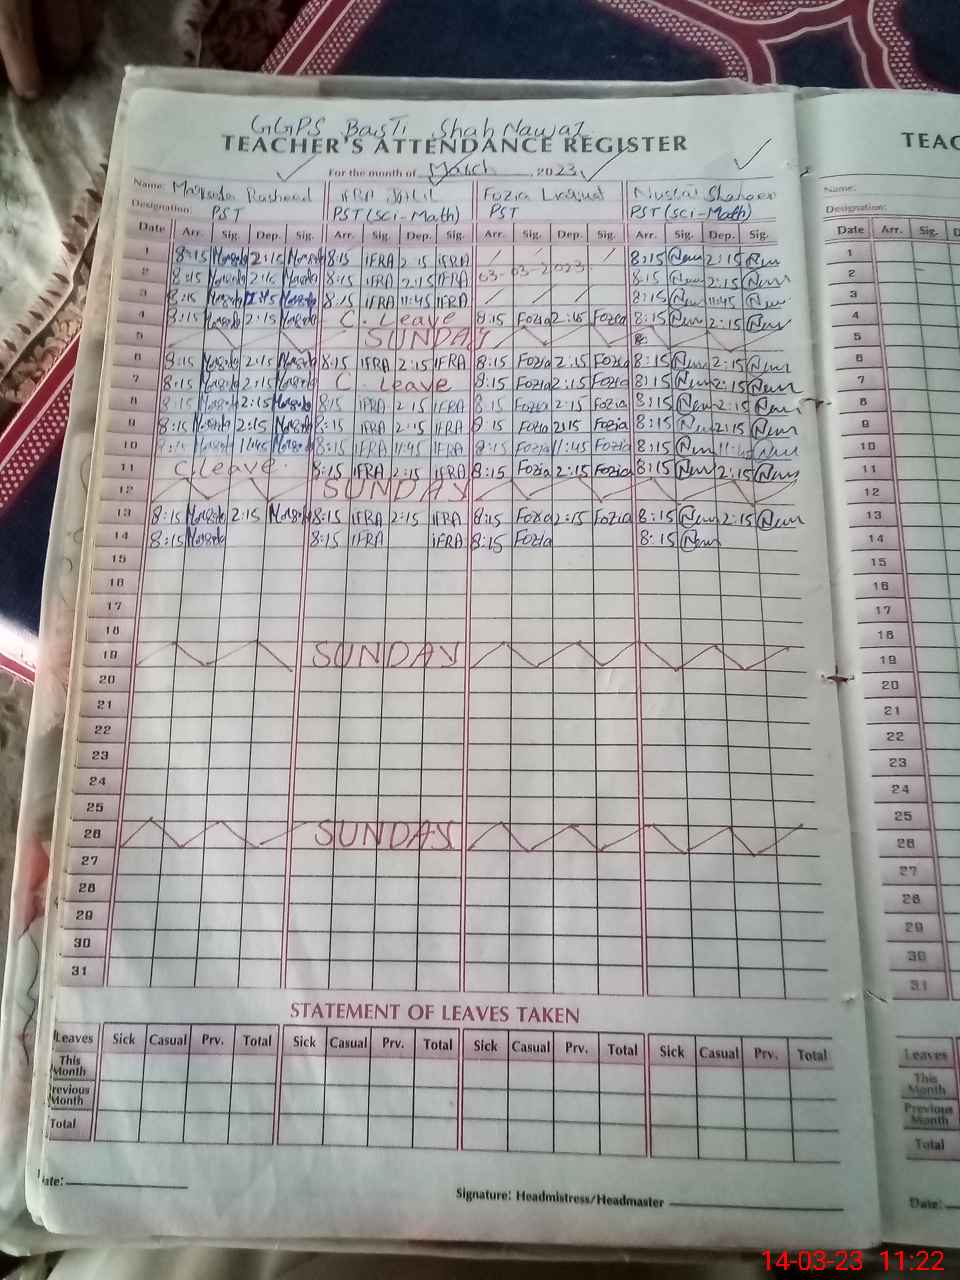 GGPS Basti Shah Nawaz
TEACHER'S ATTENDANCE REGISTER TEAC
For the month of March , 2023
Name: Rasheed IFRA Jalil Fozia Shaheen Name:
Designation: PST PST(Sci-Math) PST PST(Sci-Math) Designation:
Date Arr. Sig. Dep. Sig. Arr. Sig. Dep. Sig. Arr. Sig. Dep. Sig. Arr. Sig. Dep. Sig. Date Arr. Sig. D
1 8:15 2:15 8:15 IFRA 2:15 IFRA 8:15 2:15 1
2 8:15 2:15 8:15 IFRA 2:15 IFRA 03-03-2023 8:15 2:15 2
3 8:15 8:15 IFRA 11:45 IFRA 8:15 11:45 3
4 8:15 2:15 C. Leave 8:15 Fozia 2:15 Fozia 8:15 2:15 4
5 SUNDAY 5
6 8:15 2:15 8:15 IFRA 2:15 IFRA 8:15 Fozia 2:15 Fozia 8:15 2:15 6
7 8:15 2:15 C. Leave 8:15 Fozia 2:15 Fozia 8:15 2:15 7
8 8:15 2:15 8:15 IFRA 2:15 IFRA 8:15 Fozia 2:15 Fozia 8:15 2:15 8
9 8:15 2:15 8:15 IFRA 2:15 IFRA 8:15 Fozia 2:15 Fozia 8:15 2:15 9
10 8:15 11:45 8:15 IFRA 11:45 IFRA 8:15 Fozia 11:45 Fozia 8:15 11:45 10
11 C leave 8:15 IFRA 2:15 IFRA 8:15 Fozia 2:15 Fozia 8:15 2:15 11
12 SUNDAY 12
13 8:15 2:15 8:15 IFRA 2:15 IFRA 8:15 Fozia 2:15 Fozia 8:15 2:15 13
14 8:15 8:15 IFRA IFRA 8:15 Fozia 8:15 14
15 15
16 16
17 17
18 18
19 SUNDAY 19
20 20
21 21
22 22
23 23
24 24
25 25
26 SUNDAY 26
27 27
28 28
29 29
30 30
31 31
STATEMENT OF LEAVES TAKEN
Leaves Sick Casual Prv. Total Sick Casual Prv. Total Sick Casual Prv. Total Sick Casual Prv. Total Leaves
This Month This Month
Previous Month Previous Month
Total Total
Date: Signature: Headmistress/Headmaster Date:
14-03-23 11:22